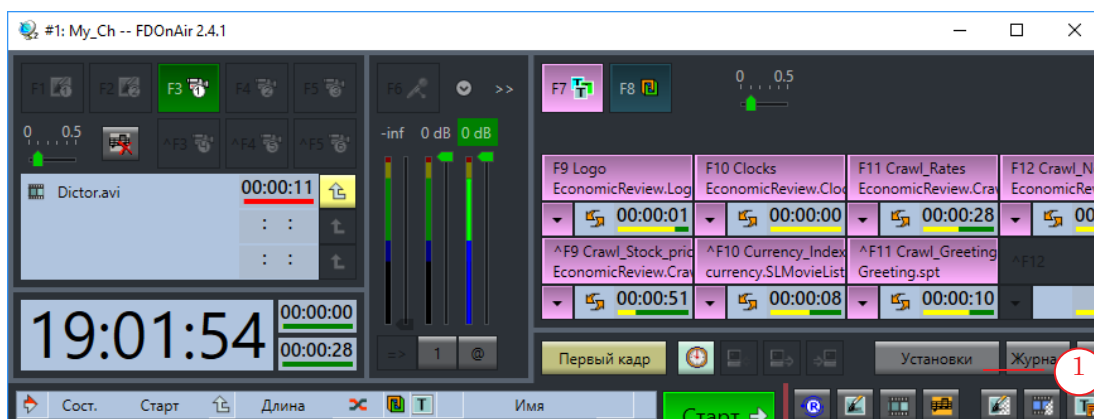 #1: My_Ch -- FDOnAir 2.4.1
F1 F2 F3 1 F4 F5
F6 >>
F7 T T F8
0 0.5
0 0.5
^F3 ^F4 ^F5
-inf 0 dB 0 dB
Dictor.avi 00:00:11
: :
: :
F9 Logo
EconomicReview.Log
00:00:01
F10 Clocks
EconomicReview.Cloc
00:00:00
F11 Crawl_Rates
EconomicReview.Crav
00:00:28
F12 Crawl_N
EconomicRe
00
^F9 Crawl_Stock_pric
EconomicReview.Crav
00:00:51
^F10 Currency_Index
currency.SLMovieList
00:00:08
^F11 Crawl_Greeting
Greeting.spt
00:00:10
^F12
19:01:54
00:00:00
00:00:28
=> 1 @
Первый кадр Установки Журна
1
Сост. Старт Длина T Имя
Старт R T